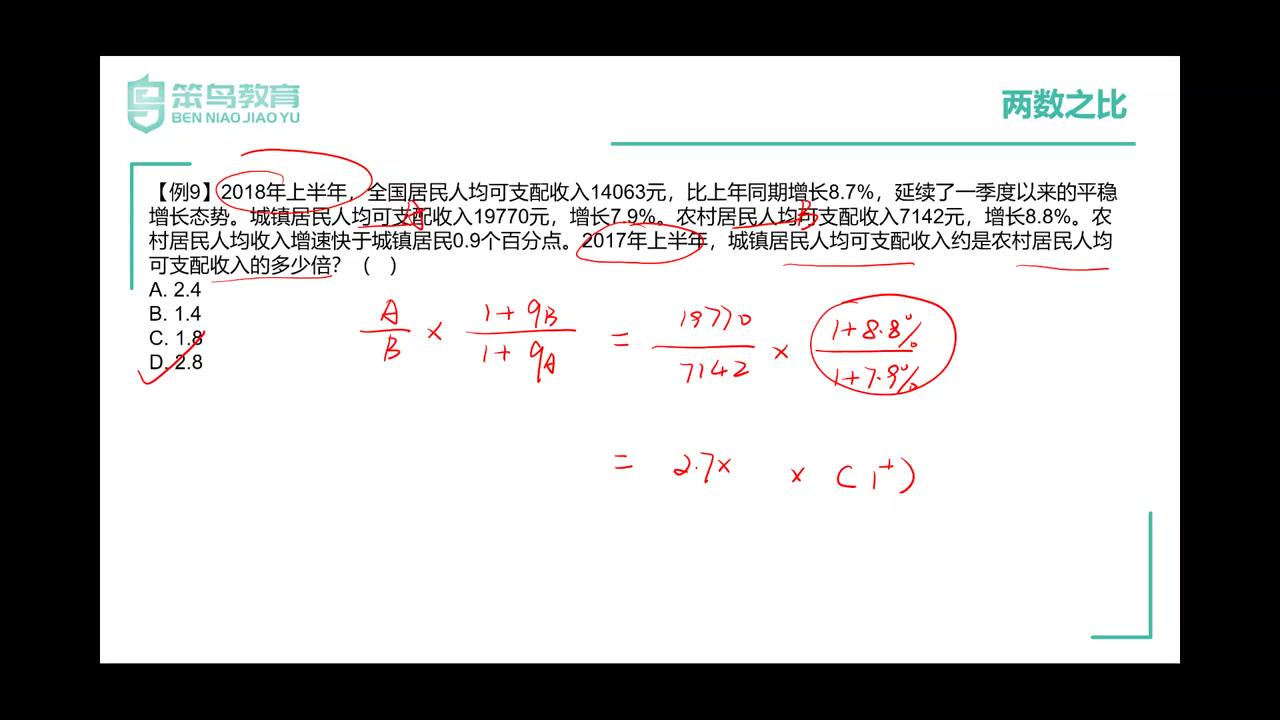 笨鸟教育
BEN NIAO JIAO YU
两数之比
【例9】2018年上半年，全国居民人均可支配收入14063元，比上年同期增长8.7%，延续了一季度以来的平稳
增长态势。城镇居民人均可支配收入19770元，增长7.9%。农村居民人均可支配收入7142元，增长8.8%。农
村居民人均收入增速快于城镇居民0.9个百分点。2017年上半年，城镇居民人均可支配收入约是农村居民人均
可支配收入的多少倍？（ ）
A. 2.4
B. 1.4
C. 1.8
D. 2.8
A B
A/B × (1+qB)/(1+qA) = 19770/7142 × (1+8.8%)/(1+7.9%)
= 2.7x × (1+)